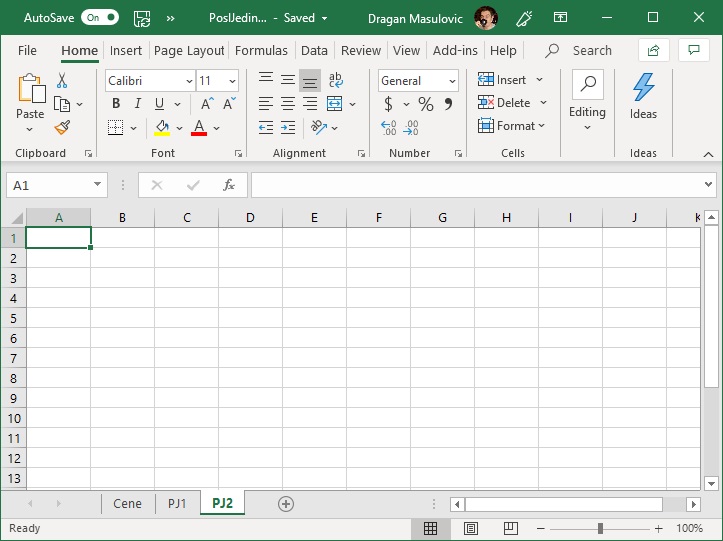 AutoSave On PoslJedin... - Saved Dragan Masulovic
File Home Insert Page Layout Formulas Data Review View Add-ins Help Search
Paste
Clipboard
Calibri 11
B I U A A
A
Font
ab
Alignment
General
$ % 9
.00
.00
Number
Insert
Delete
Format
Cells
Editing
Ideas
Ideas
A1 fx
A B C D E F G H I J K
1
2
3
4
5
6
7
8
9
10
11
12
13
Cene PJ1 PJ2
Ready 100%